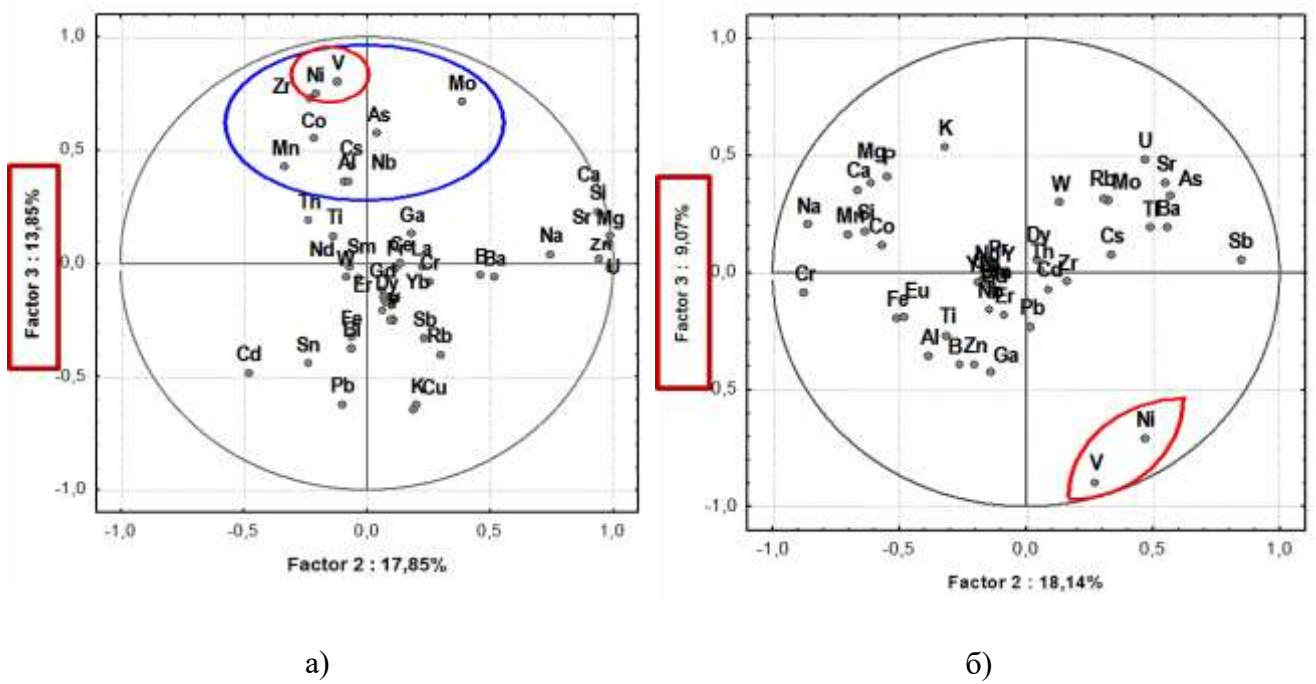 1,0
V
Ni
Zr
Mo
As
Co
0,5
Mn
Cs
Al
Nb
Ca
Si
Th
Ti
Ga
Sr
Mg
Nd
Sm
La
Na
Zn
W
Cr
B
Ba
U
0,0
Gd
Er
Dy
Yb
Fe
Bi
Sb
Rb
Sn
Cd
-0,5
Pb
K
Cu
-1,0
-1,0
-0,5
0,0
0,5
1,0
Factor 2 : 17,85%
Factor 3 : 13,85%
1,0
K
U
0,5
Mg
P
Sr
Ca
Rb
Mo
As
W
Na
Mn
Si
Tl
Ba
Co
Cs
Sb
Dy
Th
0,0
Cr
Cd
Zr
Fe
Eu
Er
Pb
Ti
Al
B
Zn
Ga
-0,5
Ni
V
-1,0
-1,0
-0,5
0,0
0,5
1,0
Factor 2 : 18,14%
Factor 3 : 9,07%
а)
б)